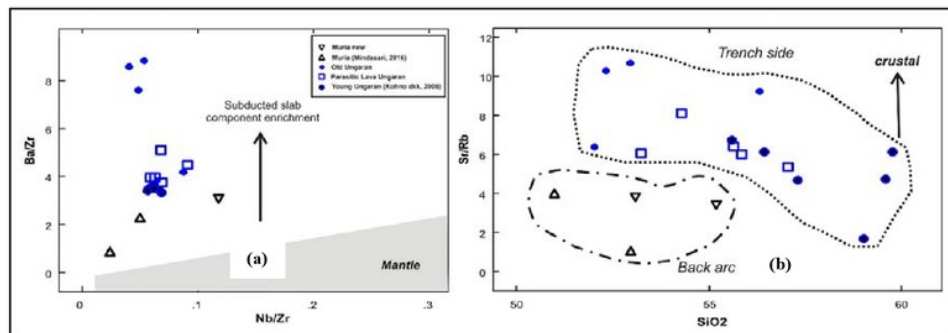 8
6
4
2
0
Ba/Zr
0
.1
.2
.3
Nb/Zr
Muria new
Muria (Mindasari, 2016)
Old Ungaran
Parasitic Lava Ungaran
Young Ungaran (Kohno dkk, 2006)
Subducted slab
component enrichment
(a)
Mantle
12
10
8
6
4
2
0
Sr/Rb
50
55
60
SiO2
Trench side
crustal
Back arc
(b)